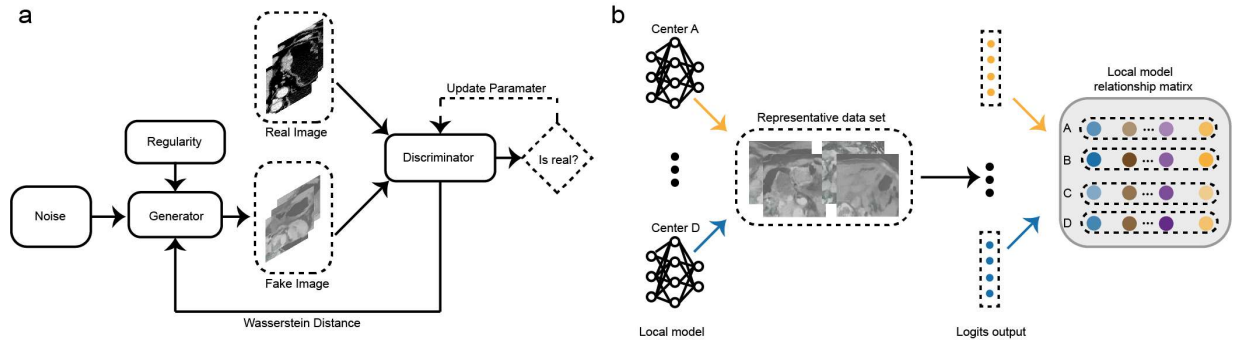 a
Real Image
Update Paramater
Regularity
Discriminator
Is real?
Noise
Generator
Fake Image
Wasserstein Distance
b
Center A
Local model
relationship matirx
Representative data set
A
B
C
D
Center D
Local model
Logits output